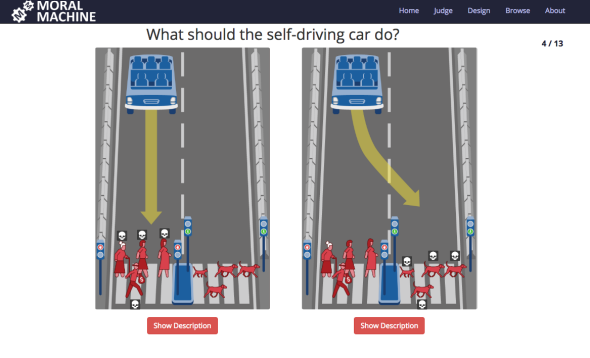 MORAL
MACHINE
Home Judge Design Browse About
What should the self-driving car do?
4 / 13
Show Description
Show Description